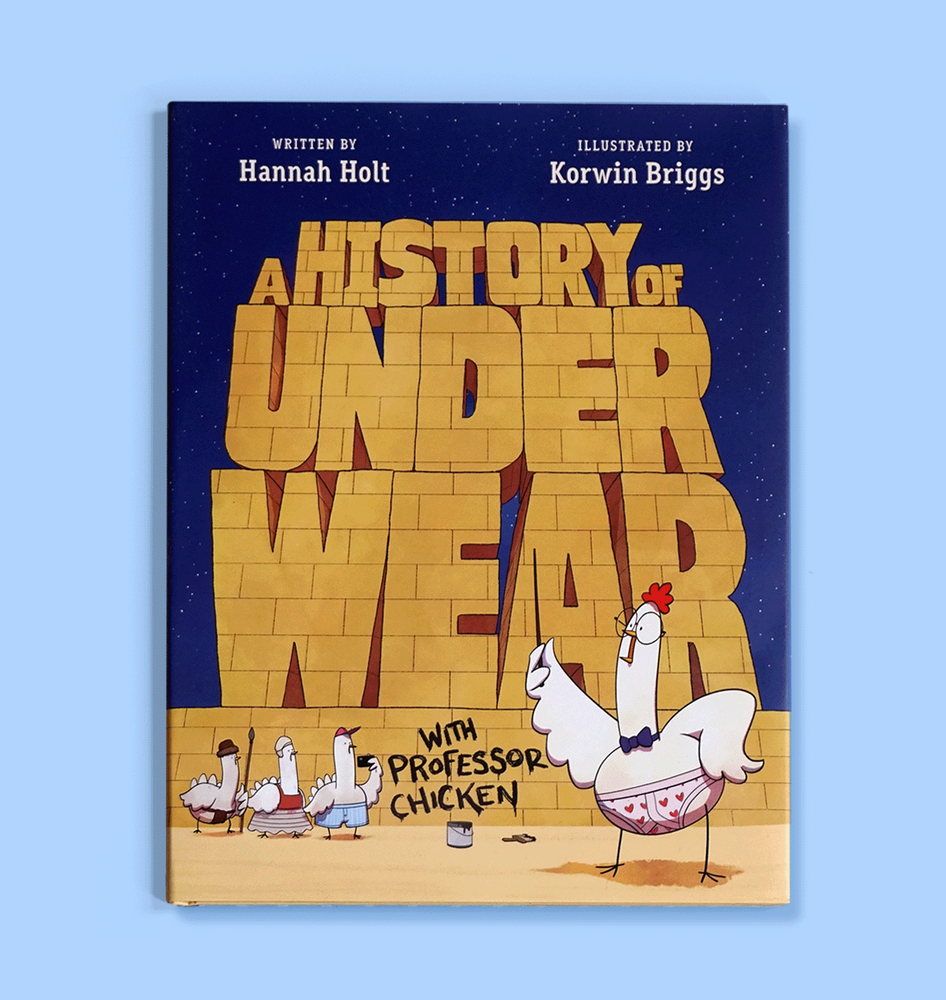 WRITTEN BY
Hannah Holt
ILLUSTRATED BY
Korwin Briggs
A HISTORY OF
UNDER
WEAR
WITH
PROFESSOR
CHICKEN